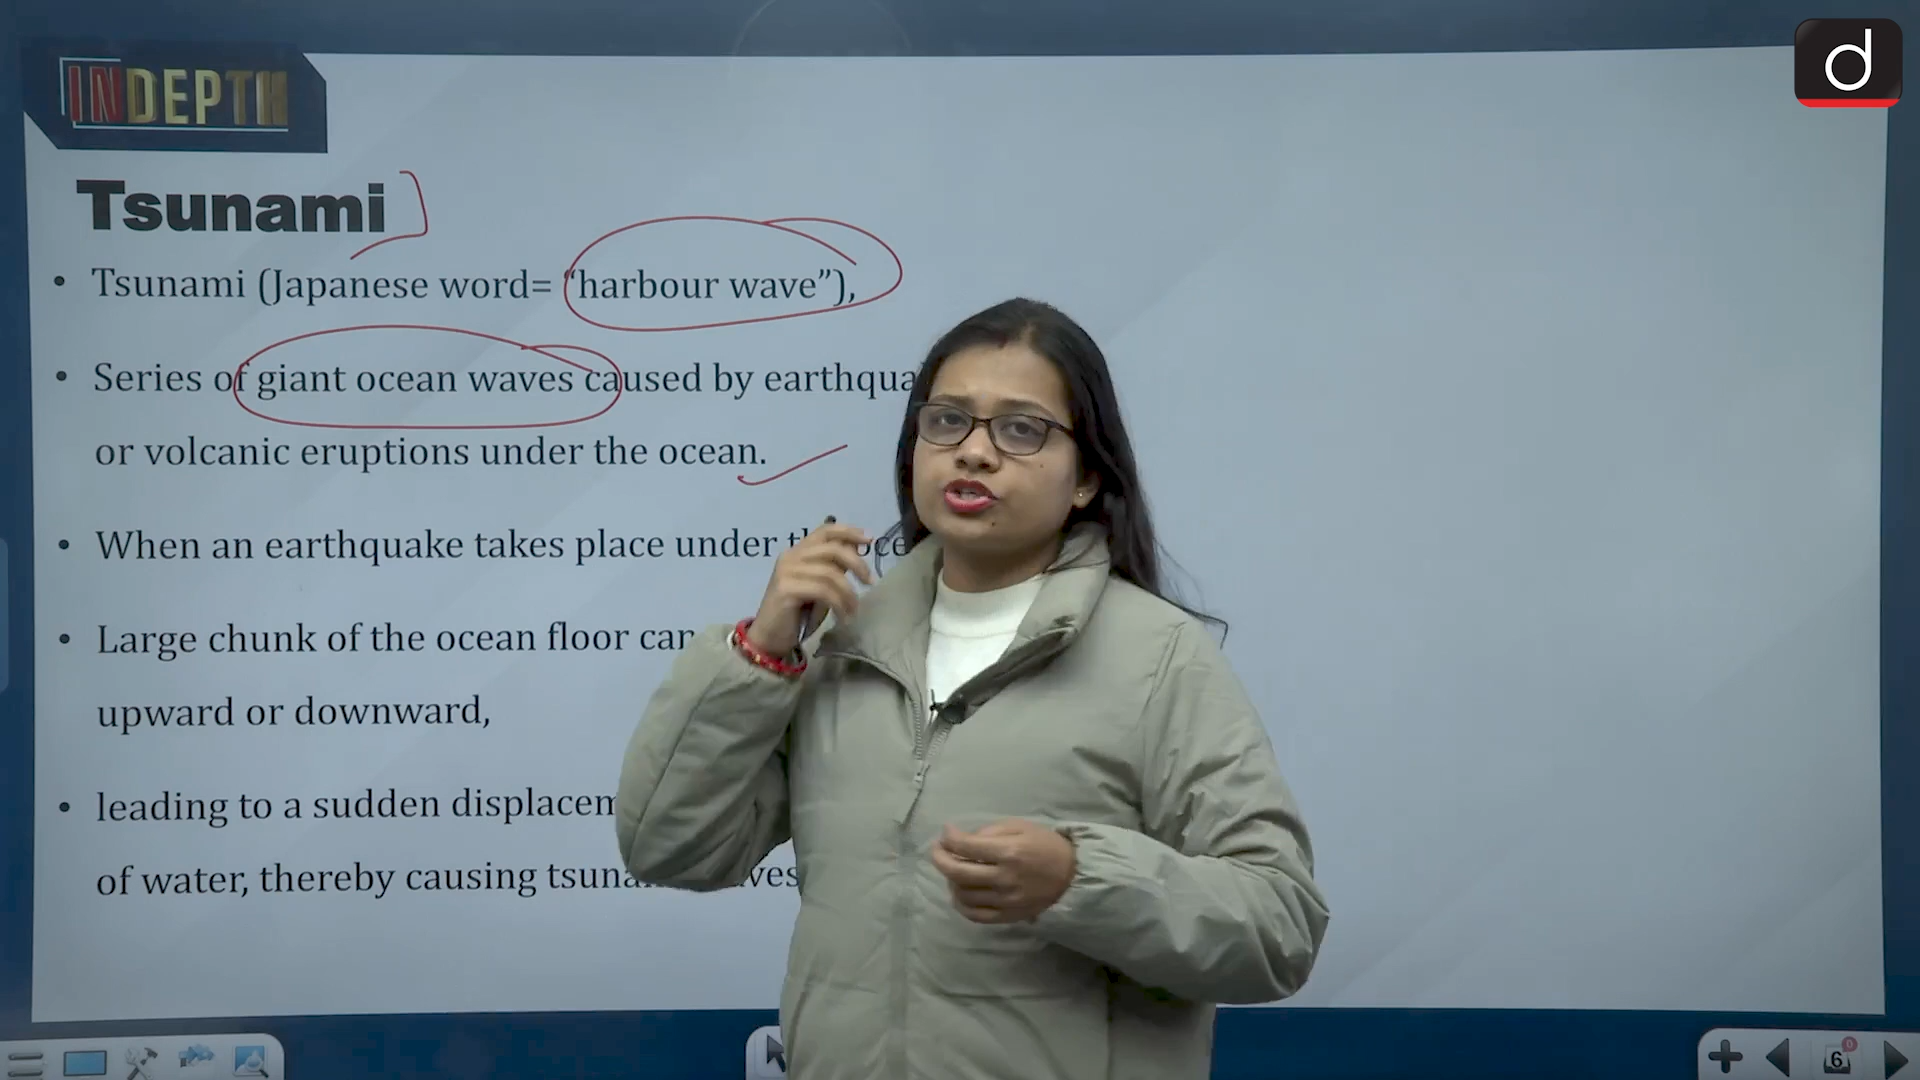 INDEPTH
d
Tsunami
• Tsunami (Japanese word= “harbour wave”),
• Series of giant ocean waves caused by
or volcanic eruptions under the ocean.
• When an earthquake takes place under
• Large chunk of the ocean floor can
upward or downward,
• leading to a sudden
of water, thereby causing
6
0